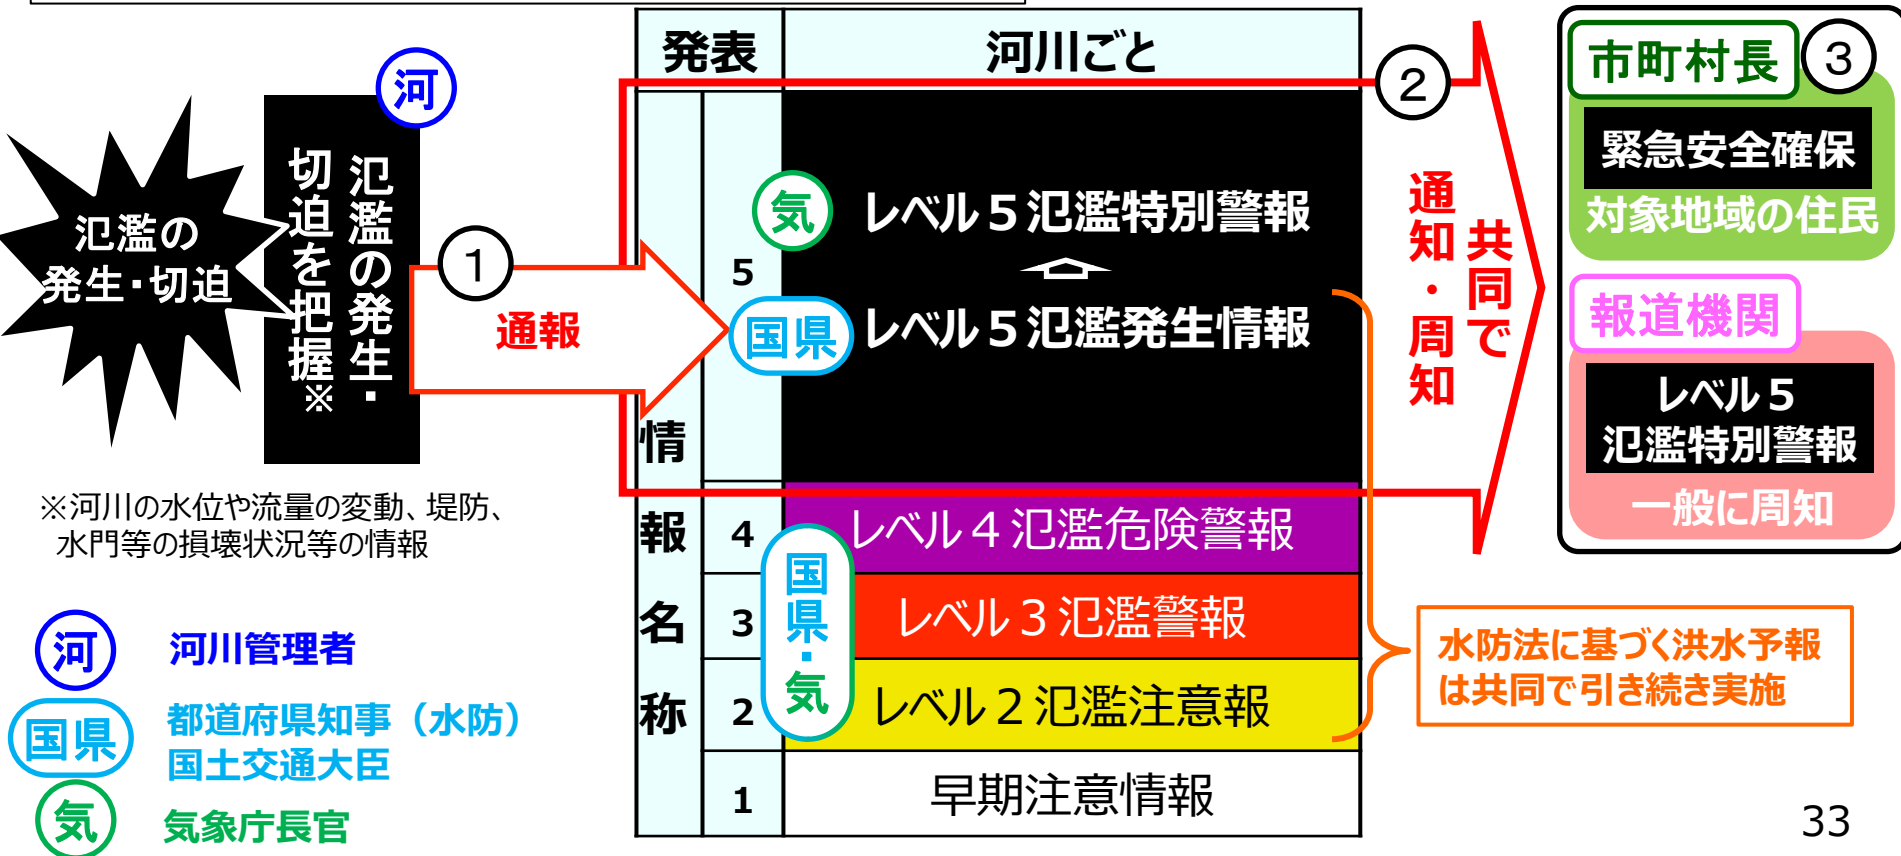 氾濫の
発生・切迫
氾濫の発生・
切迫を把握※
河
①
通報
※河川の水位や流量の変動、堤防、
水門等の損壊状況等の情報
河
河川管理者
国県
都道府県知事（水防）
国土交通大臣
気
気象庁長官
発表
河川ごと
情報名称
5
気
レベル５氾濫特別警報
国県
レベル５氾濫発生情報
4
レベル４氾濫危険警報
国県・気
3
レベル３氾濫警報
2
レベル２氾濫注意報
1
早期注意情報
②
共同で
通知・周知
市町村長
③
緊急安全確保
対象地域の住民
報道機関
レベル５
氾濫特別警報
一般に周知
水防法に基づく洪水予報
は共同で引き続き実施
33